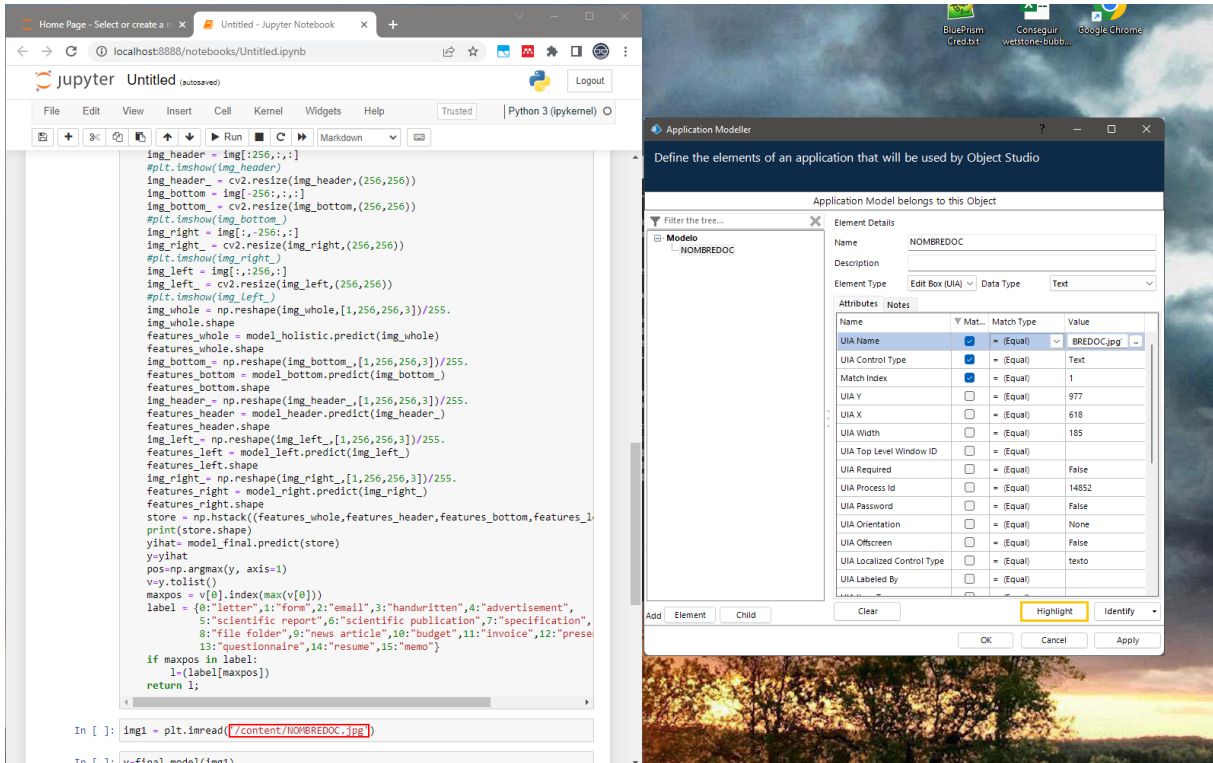 Home Page - Select or create a n
Untitled - Jupyter Notebook
localhost:8888/notebooks/Untitled.ipynb
jupyter Untitled (autosaved)
Logout
File Edit View Insert Cell Kernel Widgets Help
Trusted
Python 3 (ipykernel)
Run
Markdown
img_header = img[:256,:,:]
#plt.imshow(img_header)
img_header_ = cv2.resize(img_header,(256,256))
img_bottom = img[-256:,:,:]
img_bottom_ = cv2.resize(img_bottom,(256,256))
#plt.imshow(img_bottom_)
img_right = img[:,-256:,:]
img_right_ = cv2.resize(img_right,(256,256))
#plt.imshow(img_right_)
img_left = img[:,:256,:]
img_left_ = cv2.resize(img_left,(256,256))
#plt.imshow(img_Left_)
img_whole = np.reshape(img_whole,[1,256,256,3])/255.
img_whole.shape
features_whole = model_holistic.predict(img_whole)
features_whole.shape
img_bottom_= np.reshape(img_bottom_,[1,256,256,3])/255.
features_bottom = model_bottom.predict(img_bottom_)
features_bottom.shape
img_header_= np.reshape(img_header_,[1,256,256,3])/255.
features_header = model_header.predict(img_header_)
features_header.shape
img_left_= np.reshape(img_left_,[1,256,256,3])/255.
features_left = model_left.predict(img_left_)
features_left.shape
img_right_= np.reshape(img_right_,[1,256,256,3])/255.
features_right = model_right.predict(img_right_)
features_right.shape
store = np.hstack((features_whole,features_header,features_bottom,features_l
print(store.shape)
yihat= model_final.predict(store)
y=yihat
pos=np.argmax(y, axis=1)
v=y.tolist()
maxpos = v[0].index(max(v[0]))
label = {0:"letter",1:"form",2:"email",3:"handwritten",4:"advertisement",
5:"scientific report",6:"scientific publication",7:"specification",
8:"file folder",9:"news article",10:"budget",11:"invoice",12:"prese
13:"questionnaire",14:"resume",15:"memo"}
if maxpos in label:
l=(label[maxpos])
return l;
In [ ]: img1 = plt.imread('/content/NOMBREDOC.jpg')
In [ ]: v=final_model(img1)
BluePrism
Cred.txt
Conseguir
wetstone-bubb...
Google Chrome
Application Modeller
Define the elements of an application that will be used by Object Studio
Application Model belongs to this Object
Filter the tree...
Modelo
NOMBREDOC
Add Element Child
Element Details
Name NOMBREDOC
Description
Element Type Edit Box (UIA) Data Type Text
Attributes Notes
Name Mat... Match Type Value
UIA Name = (Equal) BREDOC.jpg' ...
UIA Control Type = (Equal) Text
Match Index = (Equal) 1
UIA Y = (Equal) 977
UIA X = (Equal) 618
UIA Width = (Equal) 185
UIA Top Level Window ID = (Equal)
UIA Required = (Equal) False
UIA Process Id = (Equal) 14852
UIA Password = (Equal) False
UIA Orientation = (Equal) None
UIA Offscreen = (Equal) False
UIA Localized Control Type = (Equal) texto
UIA Labeled By = (Equal)
Clear Highlight Identify
OK Cancel Apply